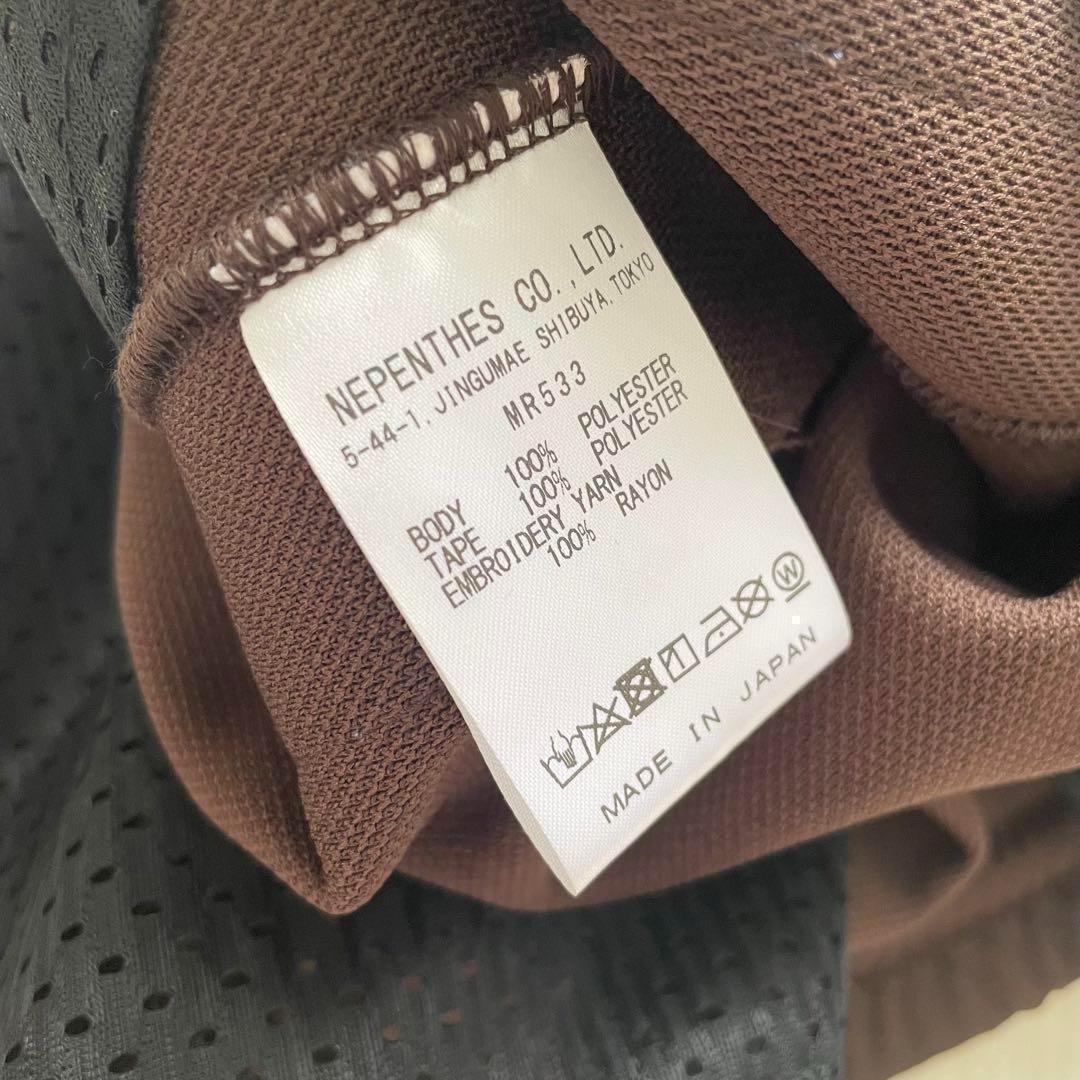 NEPENTHES CO.,LTD.
5-44-1, JINGUMAE SHIBUYA, TOKYO
MR533
BODY 100% POLYESTER
TAPE 100% POLYESTER
EMBROIDERY YARN
100% RAYON
W
MADE IN JAPAN